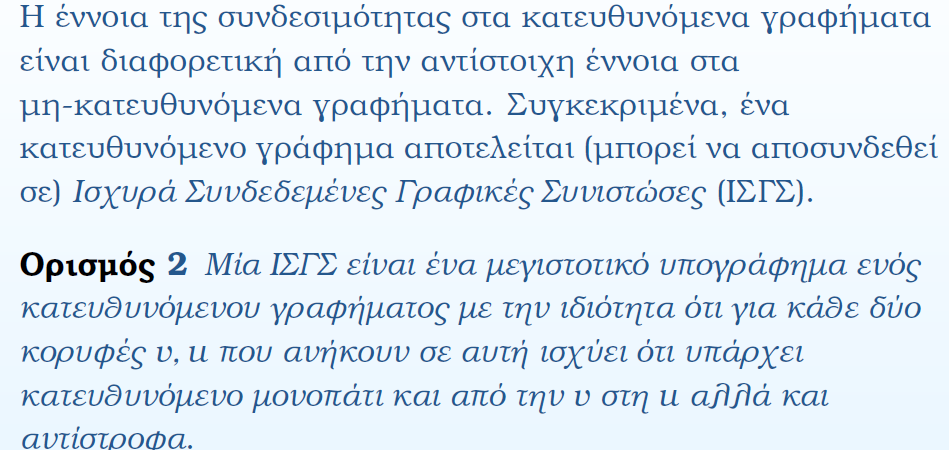 Η έννοια της συνδεσιμότητας στα κατευθυνόμενα γραφήματα
είναι διαφορετική από την αντίστοιχη έννοια στα
μη-κατευθυνόμενα γραφήματα. Συγκεκριμένα, ένα
κατευθυνόμενο γράφημα αποτελείται (μπορεί να αποσυνδεθεί
σε) Ισχυρά Συνδεδεμένες Γραφικές Συνιστώσες (ΙΣΓΣ).
Ορισμός 2 Μία ΙΣΓΣ είναι ένα μεγιστοτικό υπογράφημα ενός
κατευθυνόμενου γραφήματος με την ιδιότητα ότι για κάθε δύο
κορυφές υ, u που ανήκουν σε αυτή ισχύει ότι υπάρχει
κατευθυνόμενο μονοπάτι και από την υ στη u αλλά και
αντίστροφα.